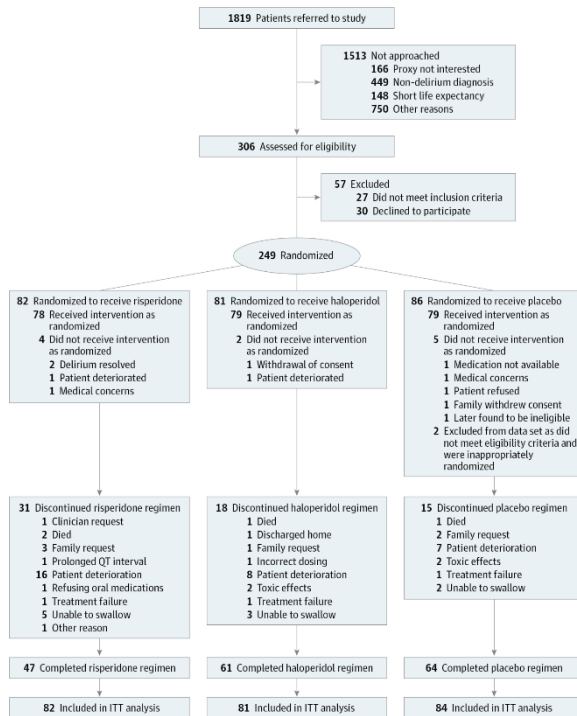 1819 Patients referred to study
1513 Not approached
166 Proxy not interested
449 Non-delirium diagnosis
148 Short life expectancy
750 Other reasons
306 Assessed for eligibility
57 Excluded
27 Did not meet inclusion criteria
30 Declined to participate
249 Randomized
82 Randomized to receive risperidone
78 Received intervention as
randomized
4 Did not receive intervention
as randomized
2 Delirium resolved
1 Patient deteriorated
1 Medical concerns
81 Randomized to receive haloperidol
79 Received intervention as
randomized
2 Did not receive intervention
as randomized
1 Withdrawal of consent
1 Patient deteriorated
86 Randomized to receive placebo
79 Received intervention as
randomized
5 Did not receive intervention
as randomized
1 Medication not available
1 Medical concerns
1 Patient refused
1 Family withdrew consent
1 Later found to be ineligible
2 Excluded from data set as did
not meet eligibility criteria and
were inappropriately
randomized
31 Discontinued risperidone regimen
1 Clinician request
2 Died
3 Family request
1 Prolonged QT interval
16 Patient deterioration
1 Refusing oral medications
1 Treatment failure
5 Unable to swallow
1 Other reason
18 Discontinued haloperidol regimen
1 Died
1 Discharged home
1 Family request
1 Incorrect dosing
8 Patient deterioration
2 Toxic effects
1 Treatment failure
3 Unable to swallow
15 Discontinued placebo regimen
1 Died
2 Family request
7 Patient deterioration
2 Toxic effects
1 Treatment failure
2 Unable to swallow
47 Completed risperidone regimen
61 Completed haloperidol regimen
64 Completed placebo regimen
82 Included in ITT analysis
81 Included in ITT analysis
84 Included in ITT analysis